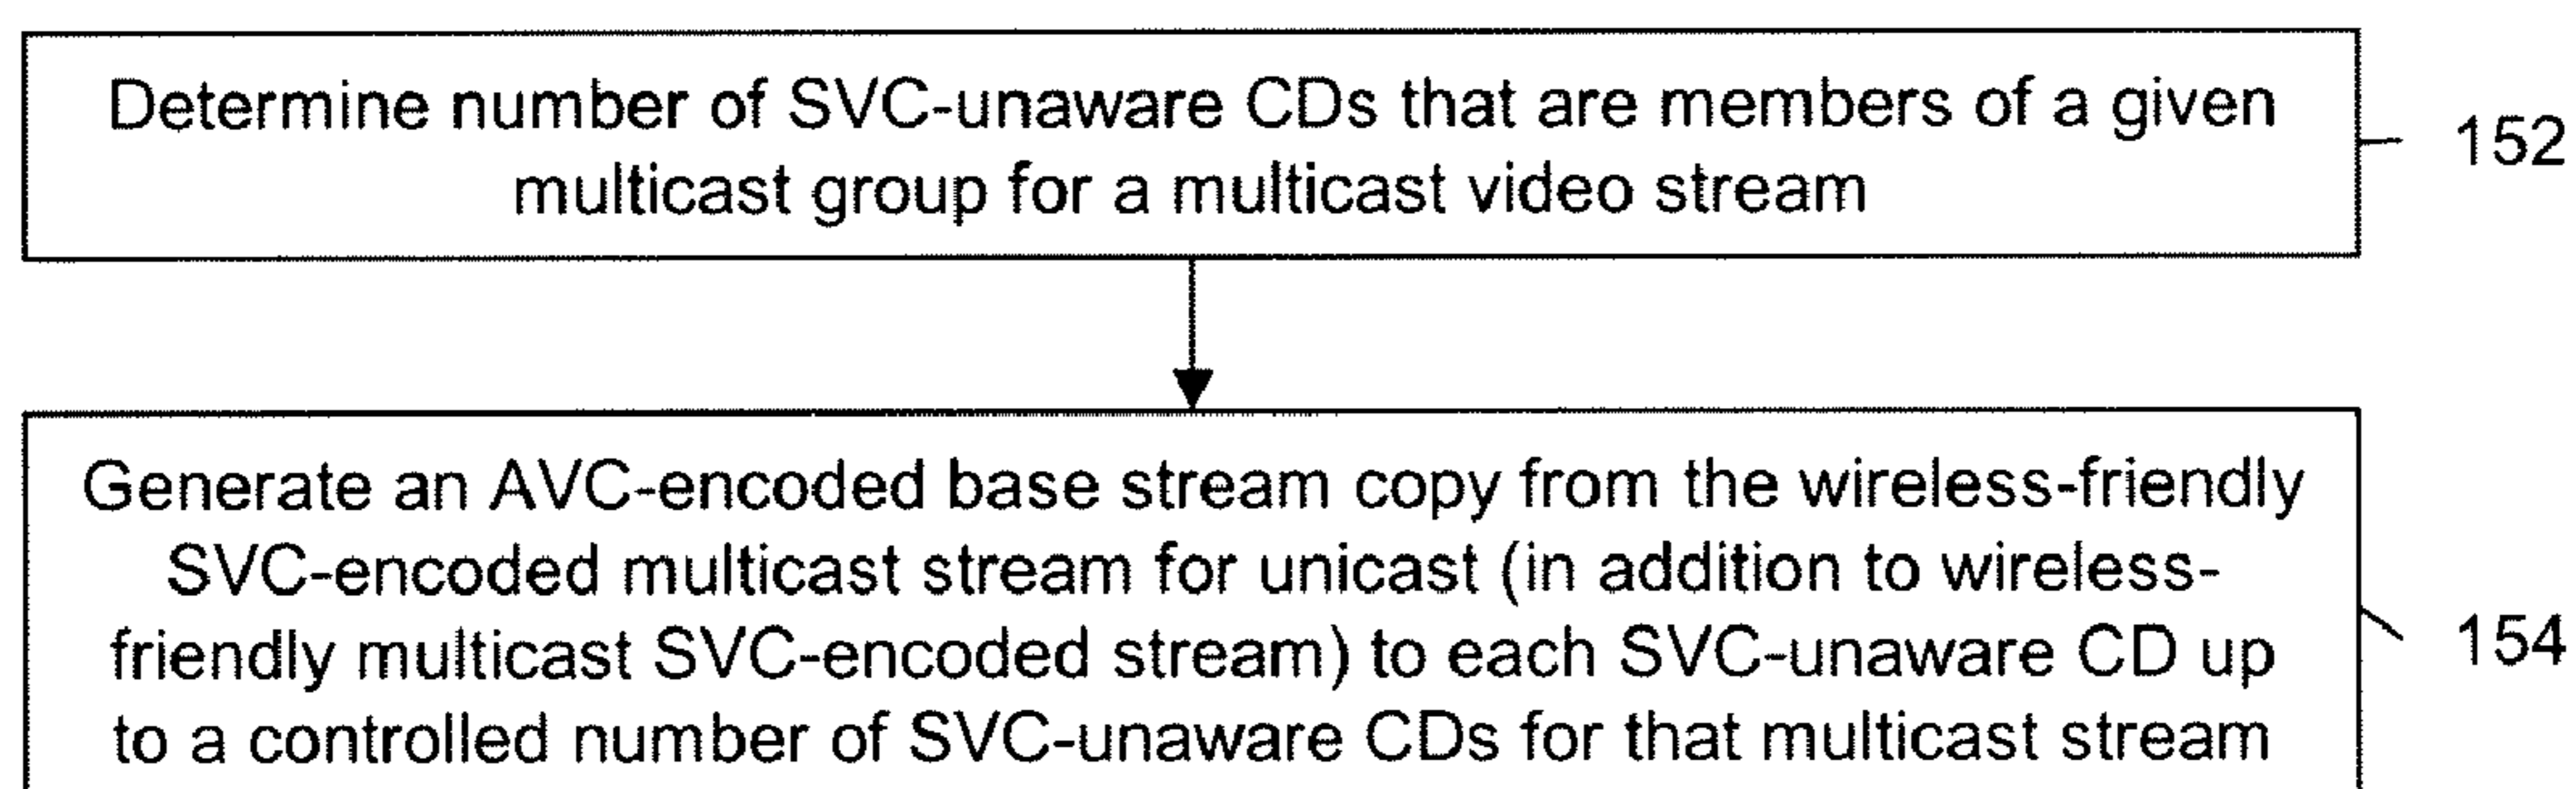 Determine number of SVC-unaware CDs that are members of a given
multicast group for a multicast video stream
152
Generate an AVC-encoded base stream copy from the wireless-friendly
SVC-encoded multicast stream for unicast (in addition to wireless-
friendly multicast SVC-encoded stream) to each SVC-unaware CD up
to a controlled number of SVC-unaware CDs for that multicast stream
154